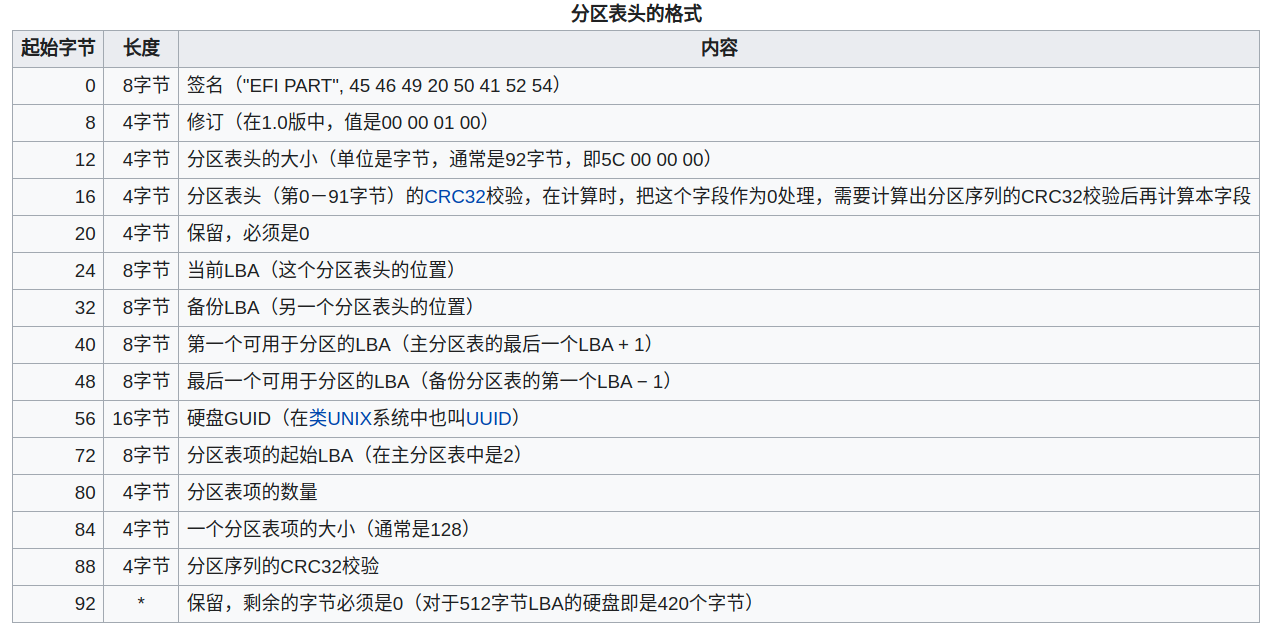 分区表头的格式
起始字节 长度 内容
0 8字节 签名（"EFI PART", 45 46 49 20 50 41 52 54）
8 4字节 修订（在1.0版中，值是00 00 01 00）
12 4字节 分区表头的大小（单位是字节，通常是92字节，即5C 00 00 00）
16 4字节 分区表头（第0－91字节）的CRC32校验，在计算时，把这个字段作为0处理，需要计算出分区序列的CRC32校验后再计算本字段
20 4字节 保留，必须是0
24 8字节 当前LBA（这个分区表头的位置）
32 8字节 备份LBA（另一个分区表头的位置）
40 8字节 第一个可用于分区的LBA（主分区表的最后一个LBA + 1）
48 8字节 最后一个可用于分区的LBA（备份分区表的第一个LBA − 1）
56 16字节 硬盘GUID（在类UNIX系统中也叫UUID）
72 8字节 分区表项的起始LBA（在主分区表中是2）
80 4字节 分区表项的数量
84 4字节 一个分区表项的大小（通常是128）
88 4字节 分区序列的CRC32校验
92 * 保留，剩余的字节必须是0（对于512字节LBA的硬盘即是420个字节）